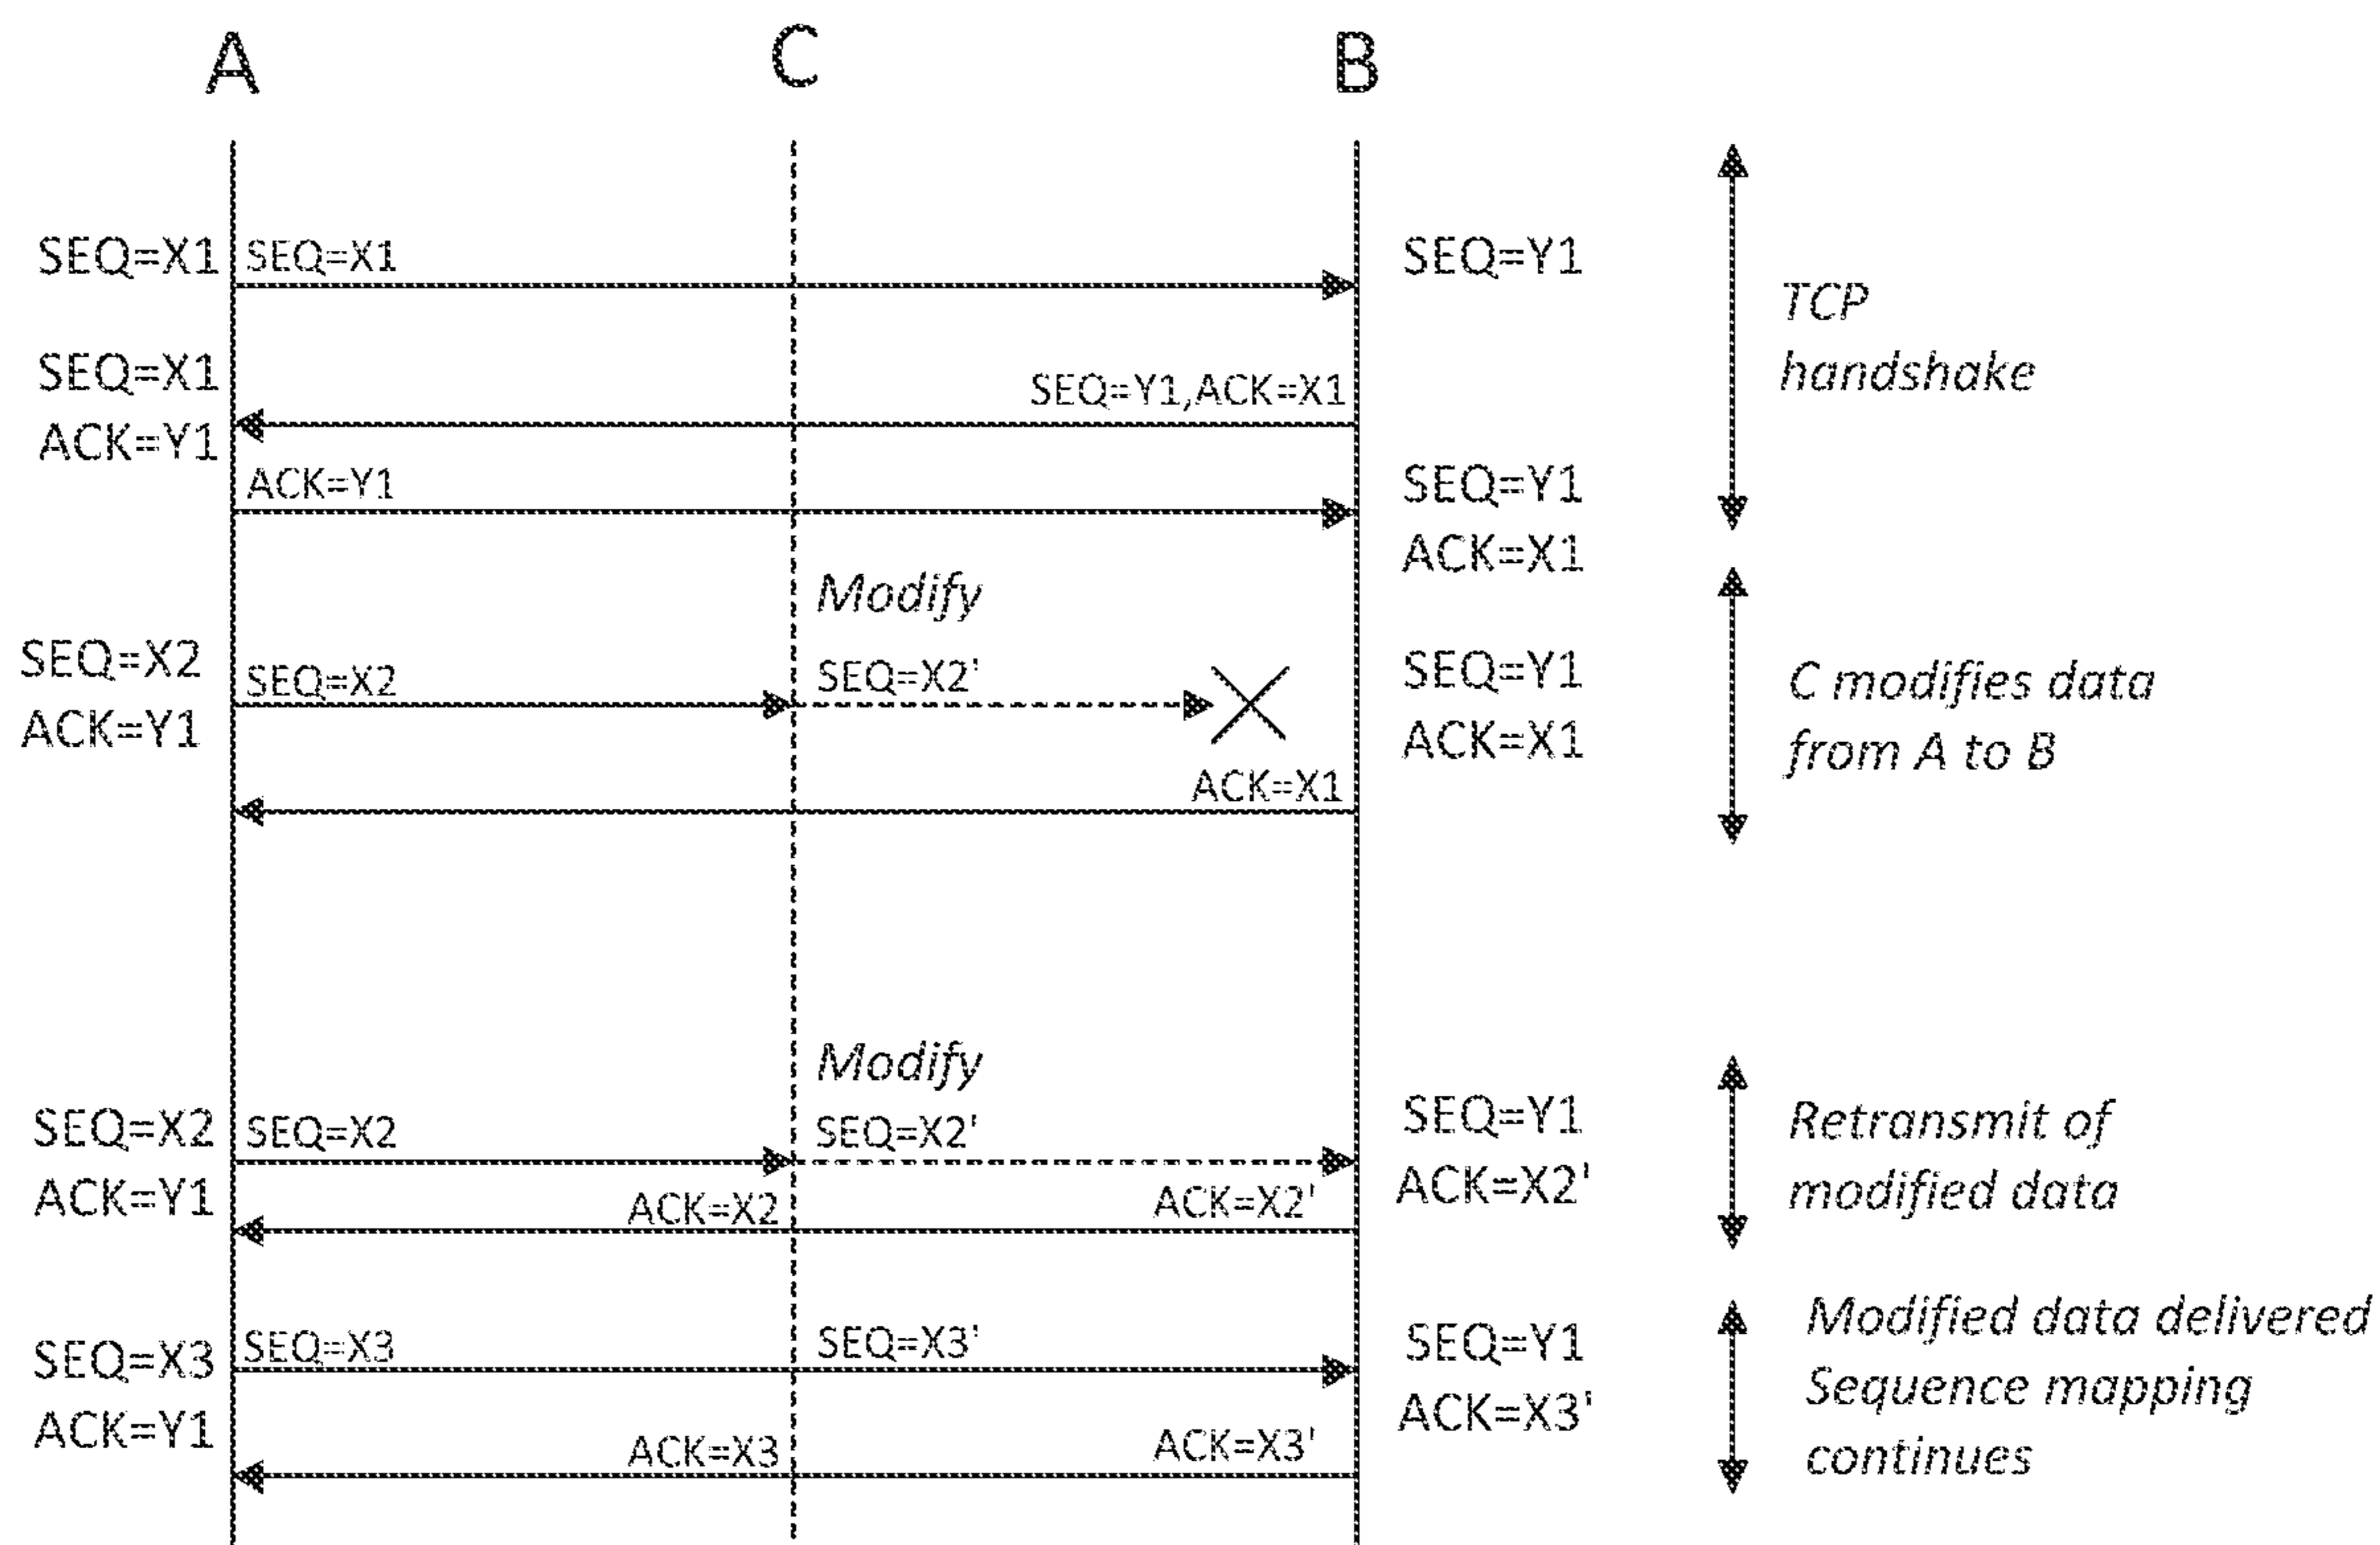 A
C
B
SEQ=X1
SEQ=X1
SEQ=Y1
TCP
handshake
SEQ=X1
ACK=Y1
SEQ=Y1,ACK=X1
ACK=Y1
SEQ=Y1
ACK=X1
Modify
SEQ=X2
ACK=Y1
SEQ=X2
SEQ=X2'
SEQ=Y1
ACK=X1
C modifies data
from A to B
ACK=X1
Modify
SEQ=X2
ACK=Y1
SEQ=X2
SEQ=X2'
SEQ=Y1
ACK=X2'
Retransmit of
modified data
ACK=X2
ACK=X2'
SEQ=X3
ACK=Y1
SEQ=X3
SEQ=X3'
SEQ=Y1
ACK=X3'
Modified data delivered
Sequence mapping
continues
ACK=X3
ACK=X3'